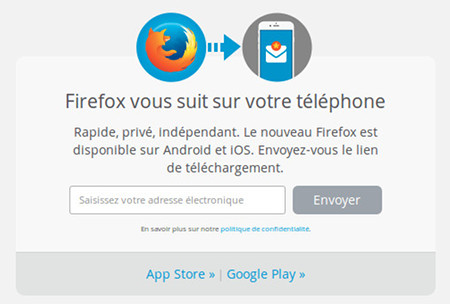 Firefox vous suit sur votre téléphone
Rapide, privé, indépendant. Le nouveau Firefox est
disponible sur Android et iOS. Envoyez-vous le lien
de téléchargement.
Saisissez votre adresse électronique
Envoyer
En savoir plus sur notre politique de confidentialité.
App Store » | Google Play »